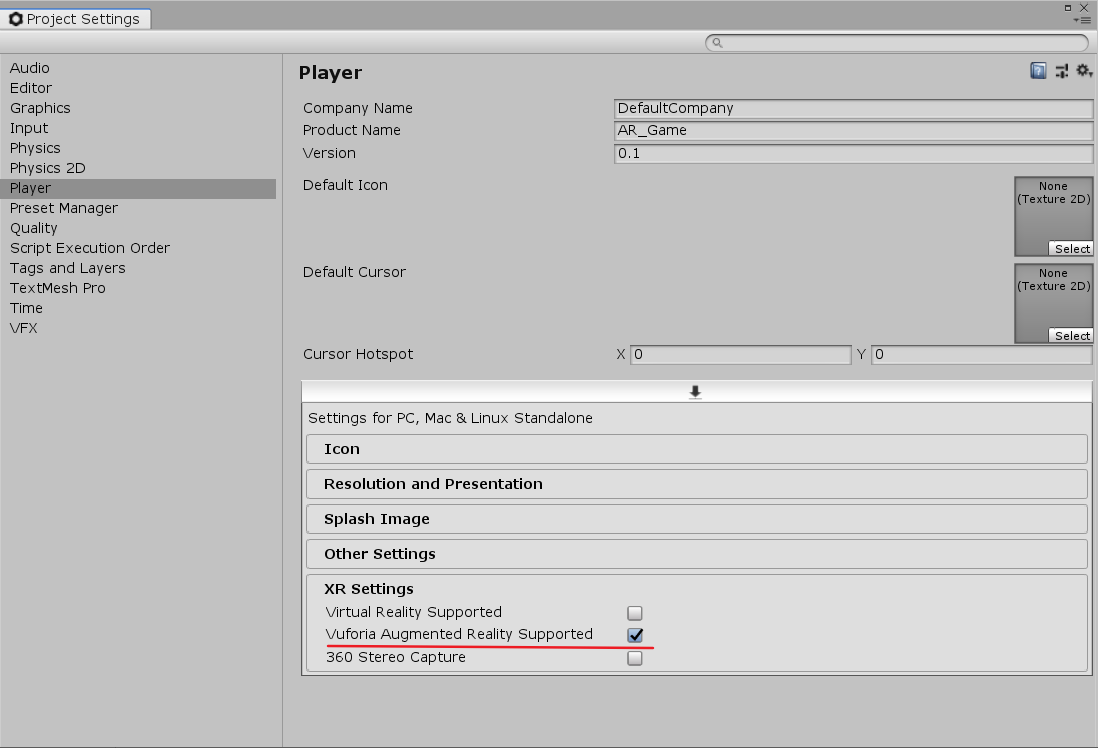 Project Settings
Audio
Editor
Graphics
Input
Physics
Physics 2D
Player
Preset Manager
Quality
Script Execution Order
Tags and Layers
TextMesh Pro
Time
VFX
Player
Company Name DefaultCompany
Product Name AR_Game
Version 0.1
Default Icon
None
(Texture 2D)
Select
Default Cursor
None
(Texture 2D)
Select
Cursor Hotspot X 0 Y 0
Settings for PC, Mac & Linux Standalone
Icon
Resolution and Presentation
Splash Image
Other Settings
XR Settings
Virtual Reality Supported
Vuforia Augmented Reality Supported
360 Stereo Capture